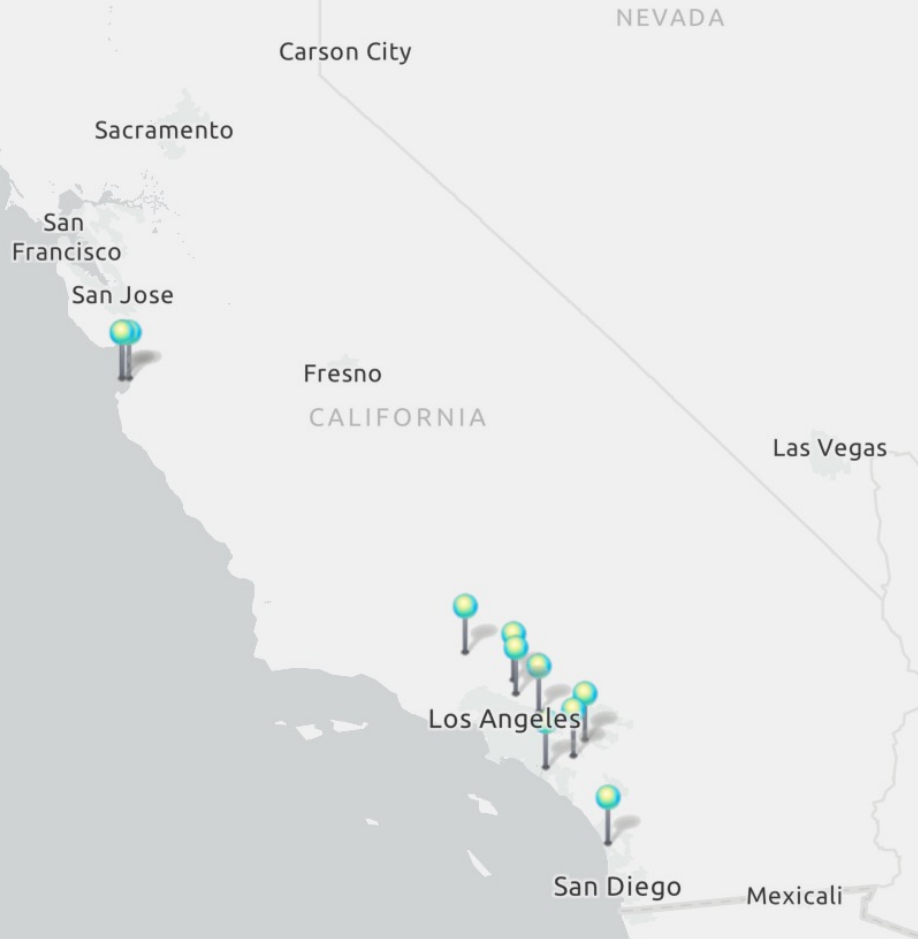 NEVADA
Carson City
Sacramento
San
Francisco
San Jose
Fresno
CALIFORNIA
Las Vegas
Los Angeles
San Diego
Mexicali